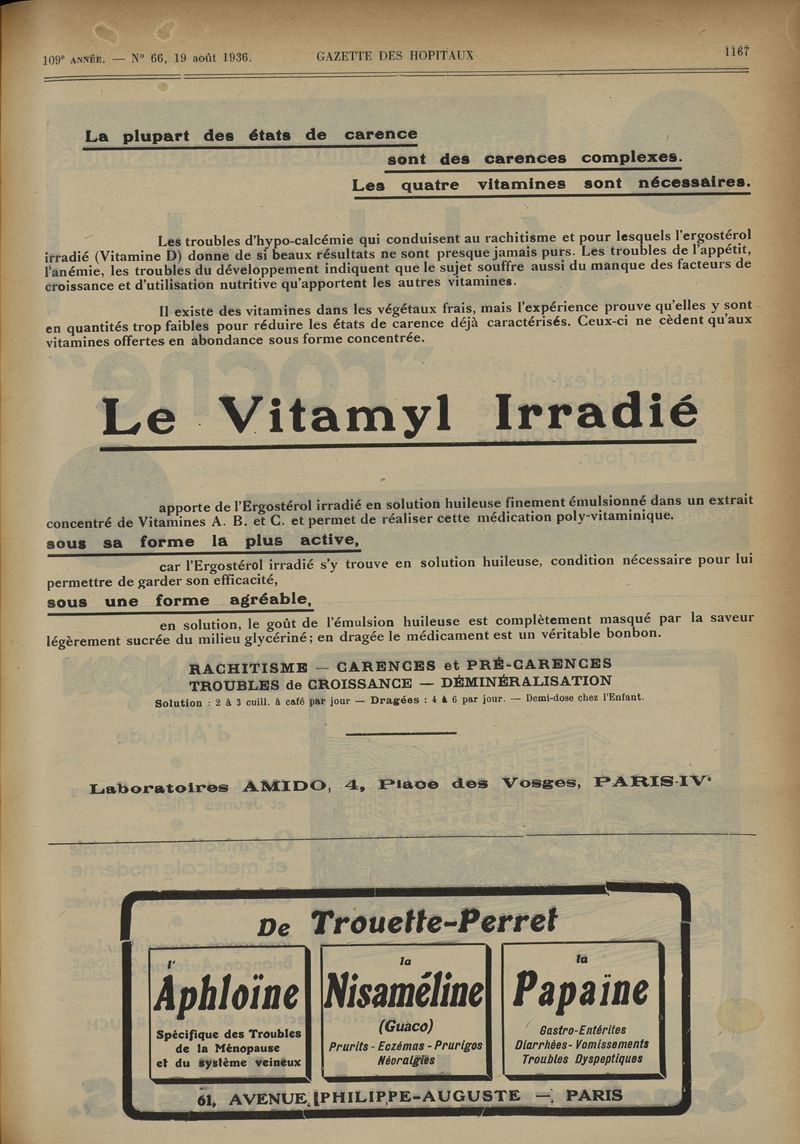 109e ANNÉE. — N° 66, 19 août 1936.
GAZETTE DES HOPITAUX
1167
La plupart des états de carence
sont des carences complexes.
Les quatre vitamines sont nécessaires.
Les troubles d'hypo-calcémie qui conduisent au rachitisme et pour lesquels l'ergostérol
irradié (Vitamine D) donne de si beaux résultats ne sont presque jamais purs. Les troubles de l'appétit,
l'anémie, les troubles du développement indiquent que le sujet souffre aussi du manque des facteurs de
croissance et d'utilisation nutritive qu'apportent les autres vitamines.
Il existe des vitamines dans les végétaux frais, mais l'expérience prouve qu'elles y sont
en quantités trop faibles pour réduire les états de carence déjà caractérisés. Ceux-ci ne cèdent qu'aux
vitamines offertes en abondance sous forme concentrée.
Le Vitamyl Irradié
apporte de l'Ergostérol irradié en solution huileuse finement émulsionné dans un extrait
concentré de Vitamines A. B. et C. et permet de réaliser cette médication poly-vitaminique.
sous sa forme la plus active,
car l'Ergostérol irradié s'y trouve en solution huileuse, condition nécessaire pour lui
permettre de garder son efficacité,
sous une forme agréable,
en solution, le goût de l'émulsion huileuse est complètement masqué par la saveur
légèrement sucrée du milieu glycériné; en dragée le médicament est un véritable bonbon.
RACHITISME — CARENCES et PRÉ-CARENCES
TROUBLES de CROISSANCE — DÉMINÉRALISATION
Solution : 2 à 3 cuill. à café par jour — Dragées : 4 à 6 par jour. — Demi-dose chez l'Enfant.
Laboratoires AMIDO, 4, Place des Vosges, PARIS-IVe
De Trouette-Perret
l'
Aphloïne
Spécifique des Troubles
de la Ménopause
et du système veineux
la
Nisaméline
(Guaco)
Prurits - Eczémas - Prurigos
Névralgies
la
Papaïne
Gastro-Entérites
Diarrhées - Vomissements
Troubles Dyspeptiques
61, AVENUE PHILIPPE-AUGUSTE — PARIS